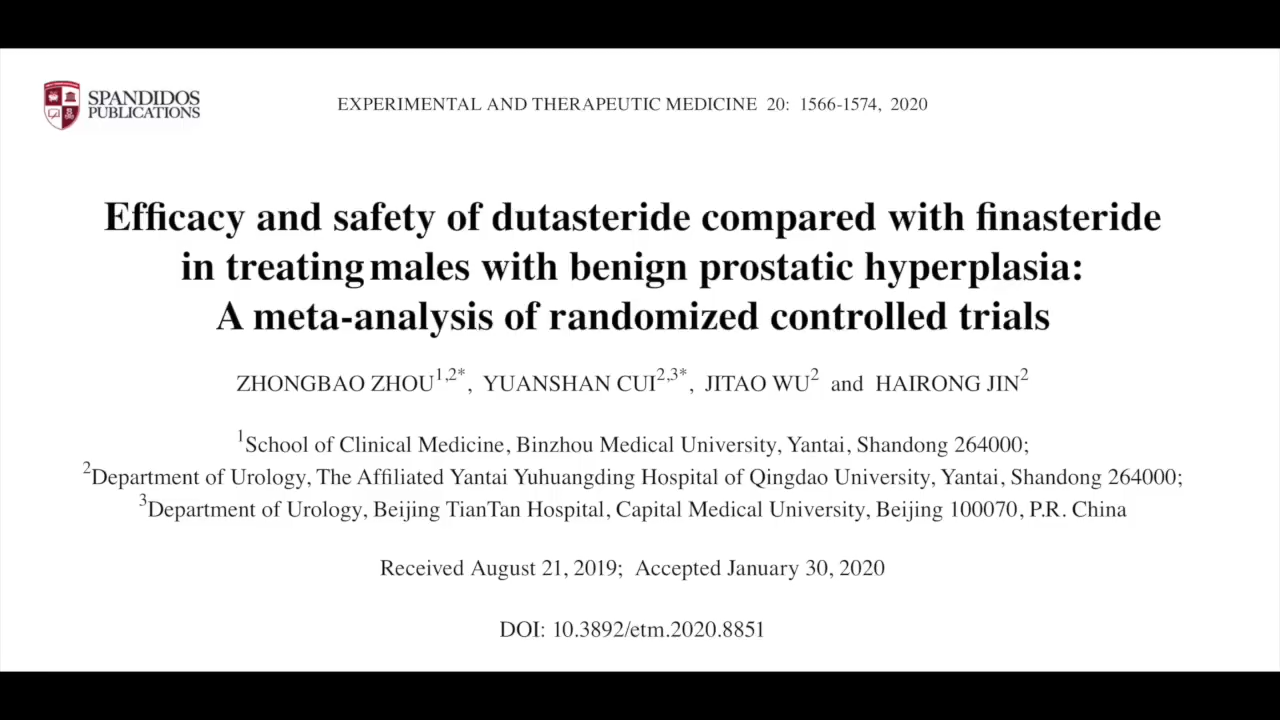 SPANDIDOS
PUBLICATIONS
EXPERIMENTAL AND THERAPEUTIC MEDICINE 20: 1566-1574, 2020
Efficacy and safety of dutasteride compared with finasteride
in treating males with benign prostatic hyperplasia:
A meta-analysis of randomized controlled trials
ZHONGBAO ZHOU1,2*, YUANSHAN CUI2,3*, JITAO WU2 and HAIRONG JIN2
1School of Clinical Medicine, Binzhou Medical University, Yantai, Shandong 264000;
2Department of Urology, The Affiliated Yantai Yuhuangding Hospital of Qingdao University, Yantai, Shandong 264000;
3Department of Urology, Beijing TianTan Hospital, Capital Medical University, Beijing 100070, P.R. China
Received August 21, 2019; Accepted January 30, 2020
DOI: 10.3892/etm.2020.8851